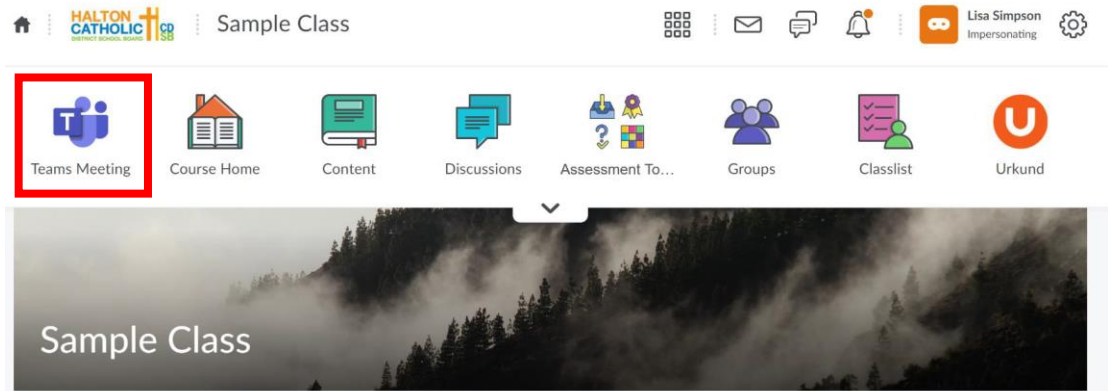 HALTON
CATHOLIC CD
DISTRICT SCHOOL BOARD SB
Sample Class
Lisa Simpson
Impersonating
T
Teams Meeting
Course Home
Content
Discussions
Assessment To...
Groups
Classlist
U
Urkund
Sample Class